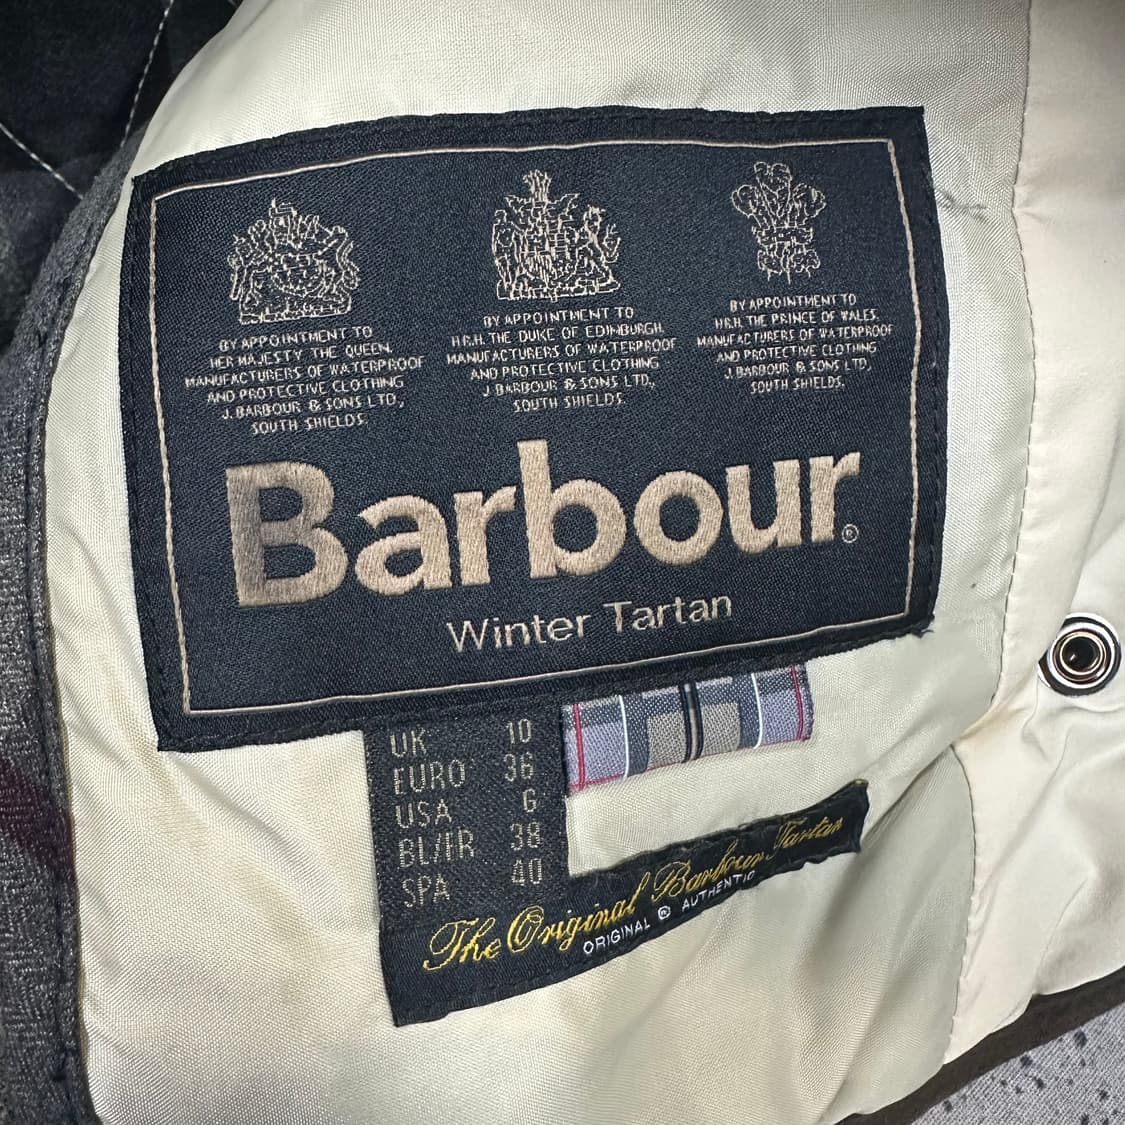 BY APPOINTMENT TO
HER MAJESTY THE QUEEN.
MANUFACTURERS OF WATERPROOF
AND PROTECTIVE CLOTHING
J. BARBOUR & SONS LTD.,
SOUTH SHIELDS.
BY APPOINTMENT TO
H.R.H. THE DUKE OF EDINBURGH.
MANUFACTURERS OF WATERPROOF
AND PROTECTIVE CLOTHING
J. BARBOUR & SONS LTD.,
SOUTH SHIELDS.
BY APPOINTMENT TO
H.R.H. THE PRINCE OF WALES.
MANUFACTURERS OF WATERPROOF
AND PROTECTIVE CLOTHING
J. BARBOUR & SONS LTD.,
SOUTH SHIELDS.
Barbour®
Winter Tartan
UK 10
EURO 36
USA 6
BL/FR 38
SPA 40
The Original Barbour Tartan
ORIGINAL ® AUTHENTIC